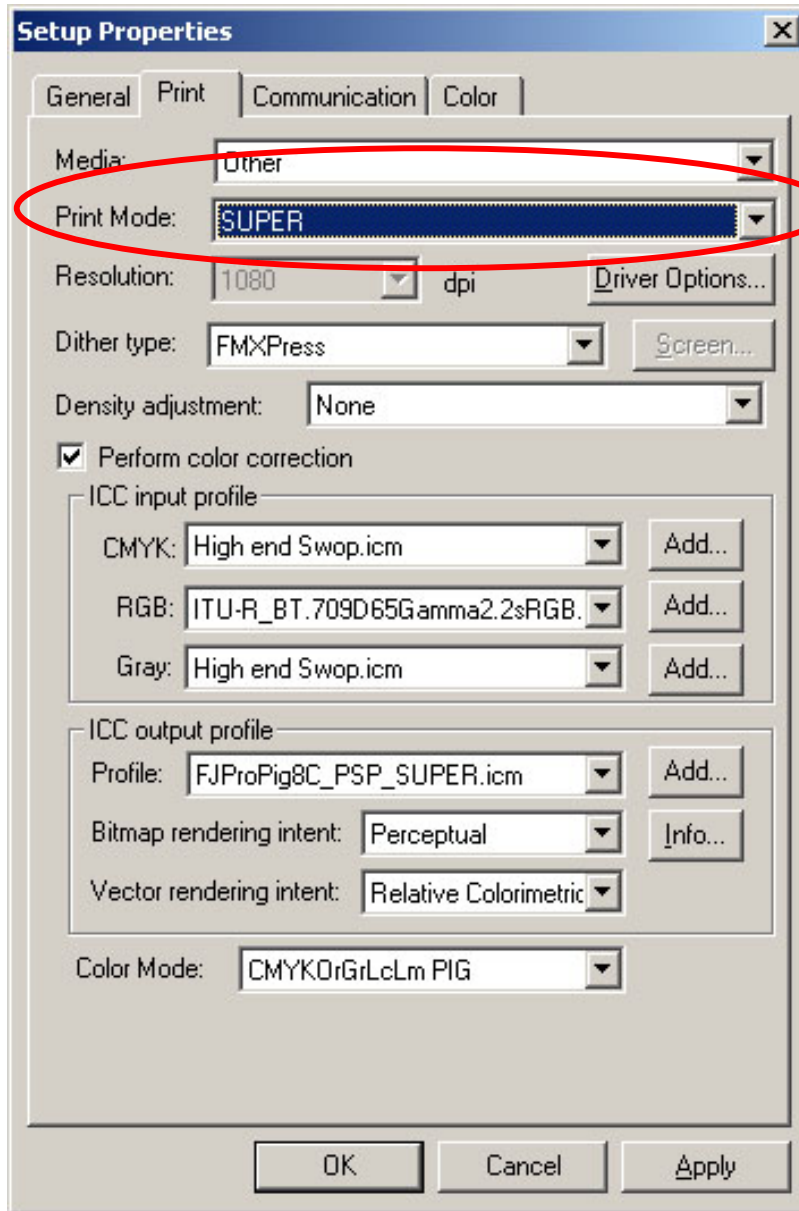 Setup Properties
General Print Communication Color
Media: Other
Print Mode: SUPER
Resolution: 1080 dpi Driver Options...
Dither type: FMXPress Screen...
Density adjustment: None
Perform color correction
ICC input profile
CMYK: High end Swop.icm Add...
RGB: ITU-R_BT.709D65Gamma2.2sRGB. Add...
Gray: High end Swop.icm Add...
ICC output profile
Profile: FJProPig8C_PSP_SUPER.icm Add...
Bitmap rendering intent: Perceptual Info...
Vector rendering intent: Relative Colorimetric
Color Mode: CMYKOrGrLcLm PIG
OK Cancel Apply